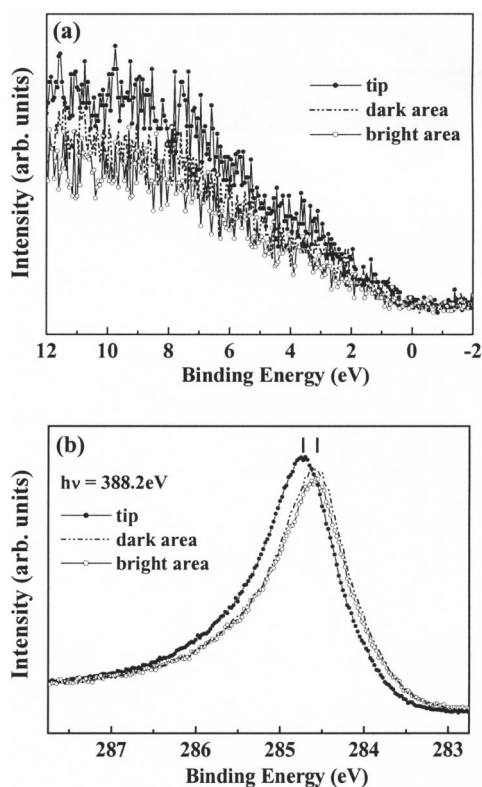 (a)
tip
dark area
bright area
Intensity (arb. units)
12 10 8 6 4 2 0 -2
Binding Energy (eV)
(b)
hν = 388.2eV
tip
dark area
bright area
Intensity (arb. units)
287 286 285 284 283
Binding Energy (eV)